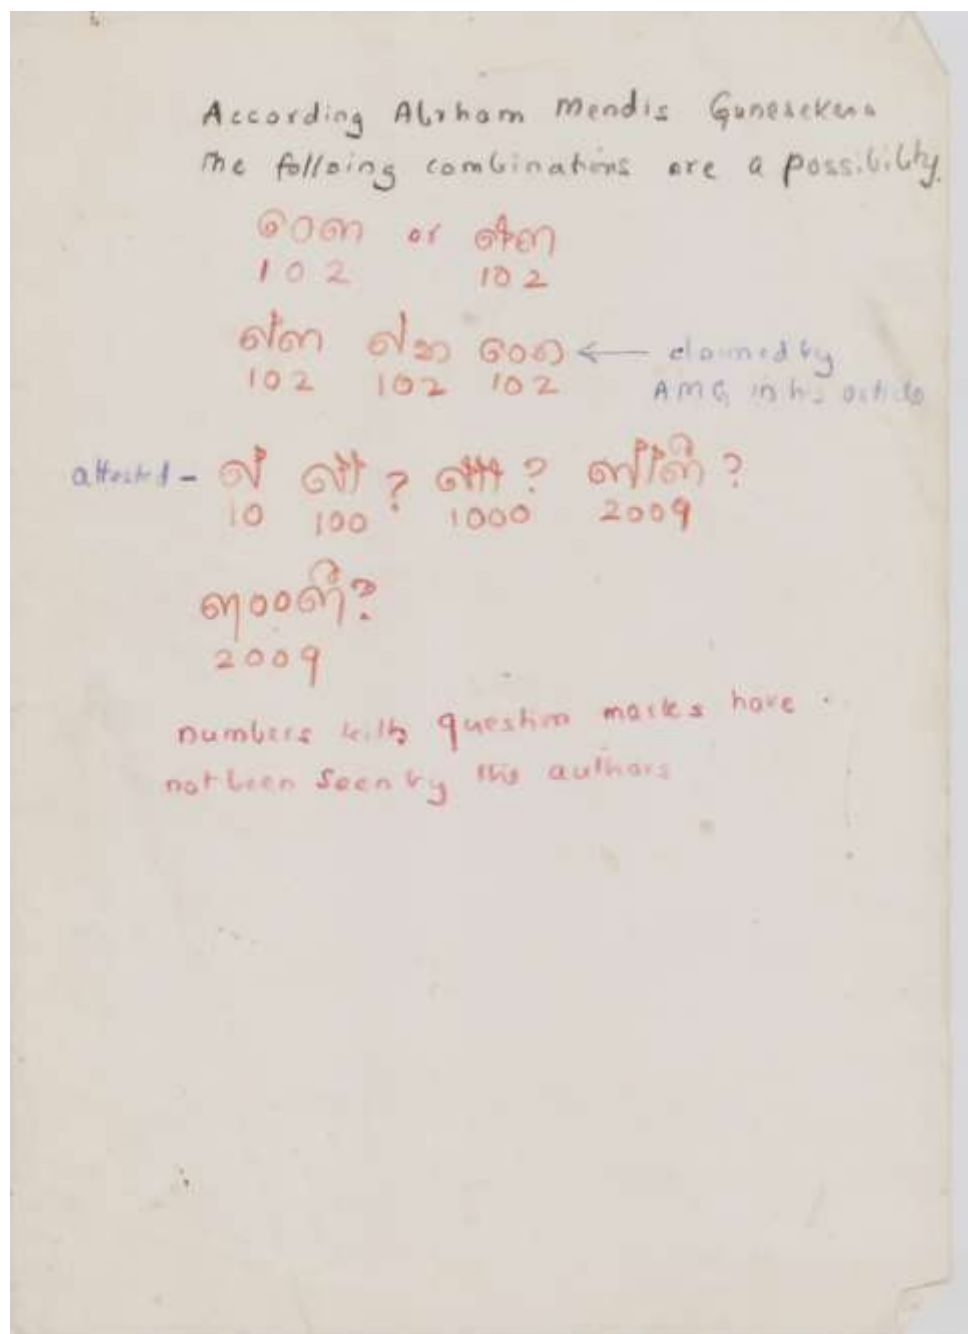 According Abrham Mendis Gunesekera
The folloing combinations are a possibility.
or
102 102
102 102 102 ← claimed by
AMG in his article
attested - ? ? ?
10 100 1000 2009
?
2009
numbers with question marks have
not been seen by this authors